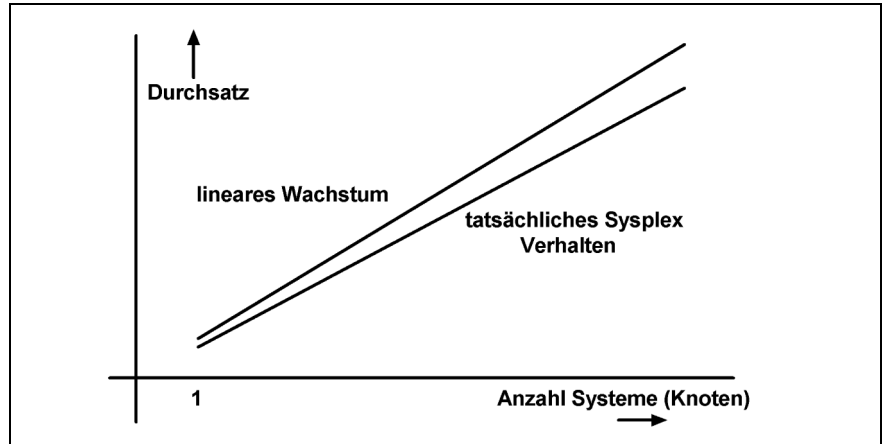 Durchsatz
lineares Wachstum
tatsächliches Sysplex
Verhalten
1
Anzahl Systeme (Knoten)